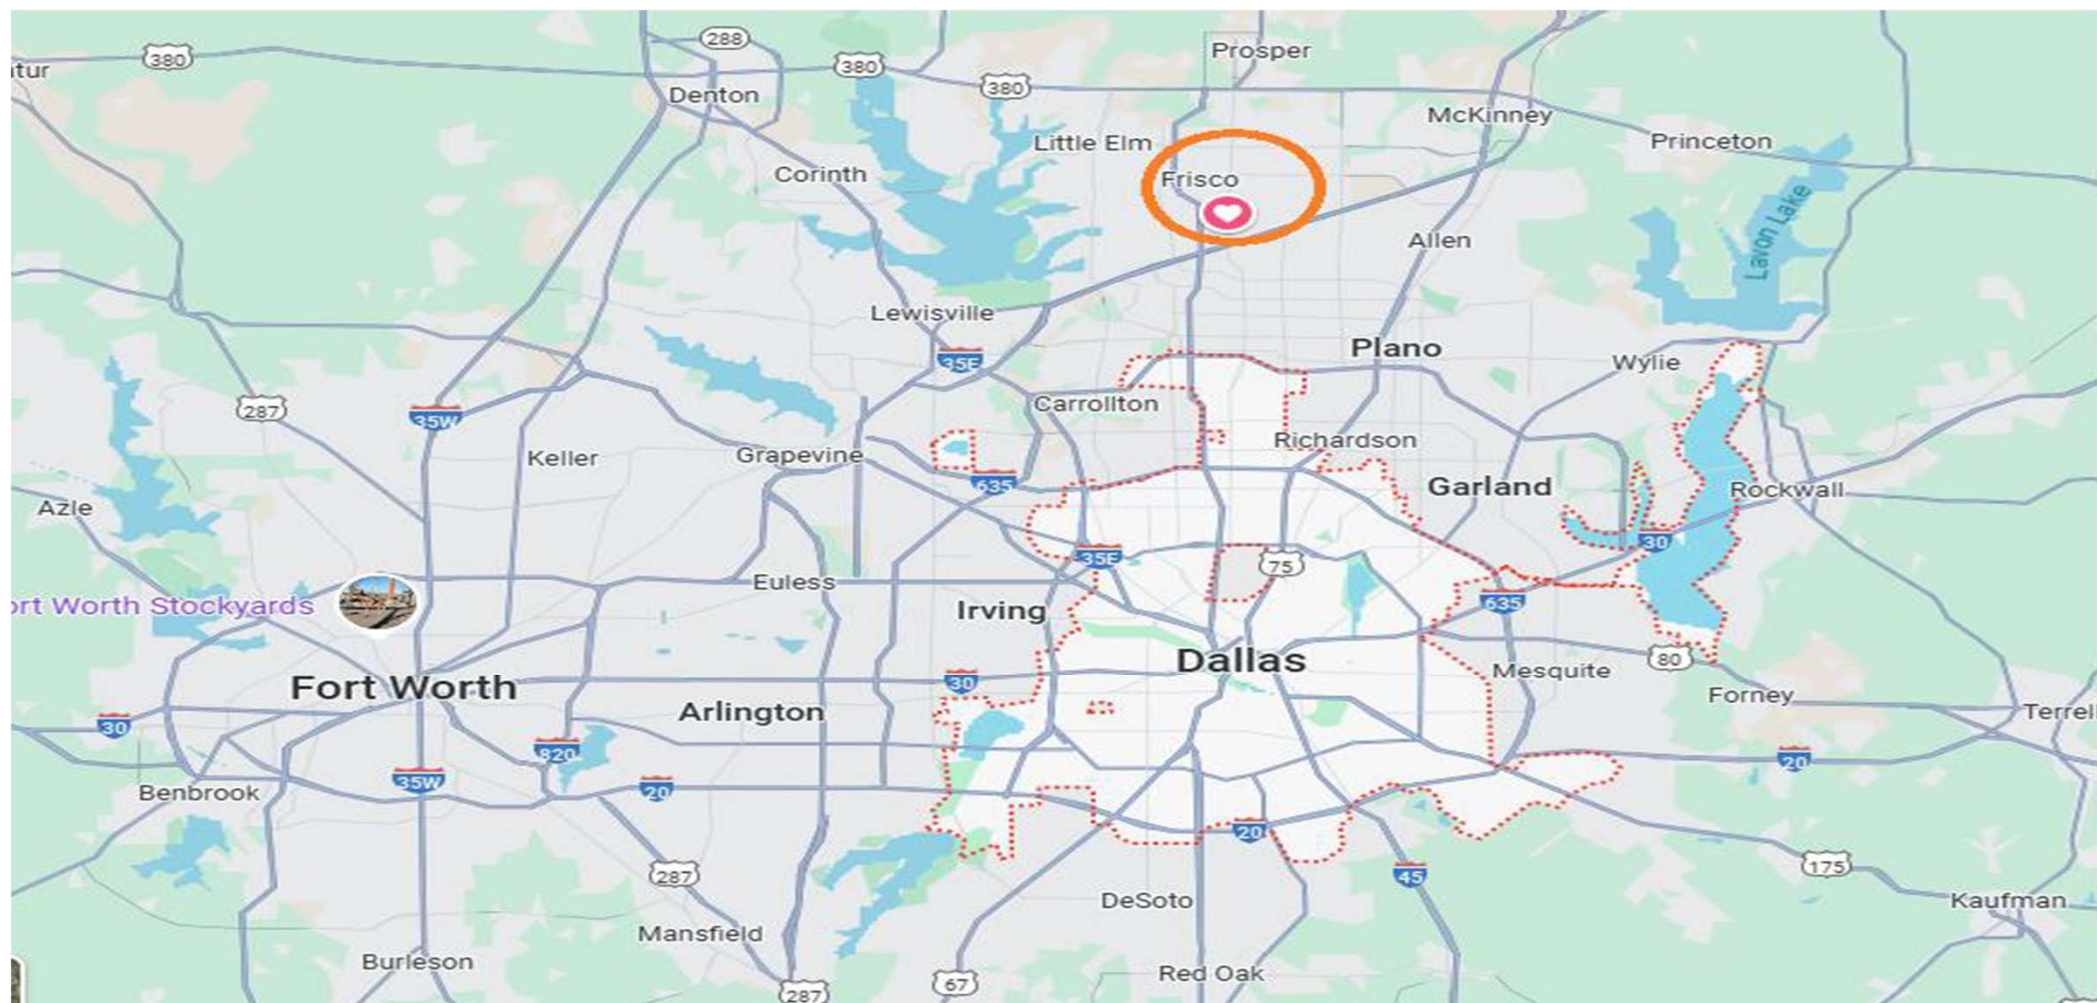 288
Prosper
380
380
tur
380
Denton
McKinney
Little Elm
Princeton
Corinth
Frisco
Lavon Lake
Allen
Lewisville
35E
Plano
Wylie
287
35W
Carrollton
Richardson
Keller
Grapevine
635
Garland
Rockwall
Azle
30
35E
75
Euless
ort Worth Stockyards
Irving
635
Dallas
80
Mesquite
Fort Worth
30
Forney
Arlington
Terrel
30
820
20
35W
20
Benbrook
20
175
287
45
DeSoto
Kaufman
Mansfield
Burleson
Red Oak
67
287